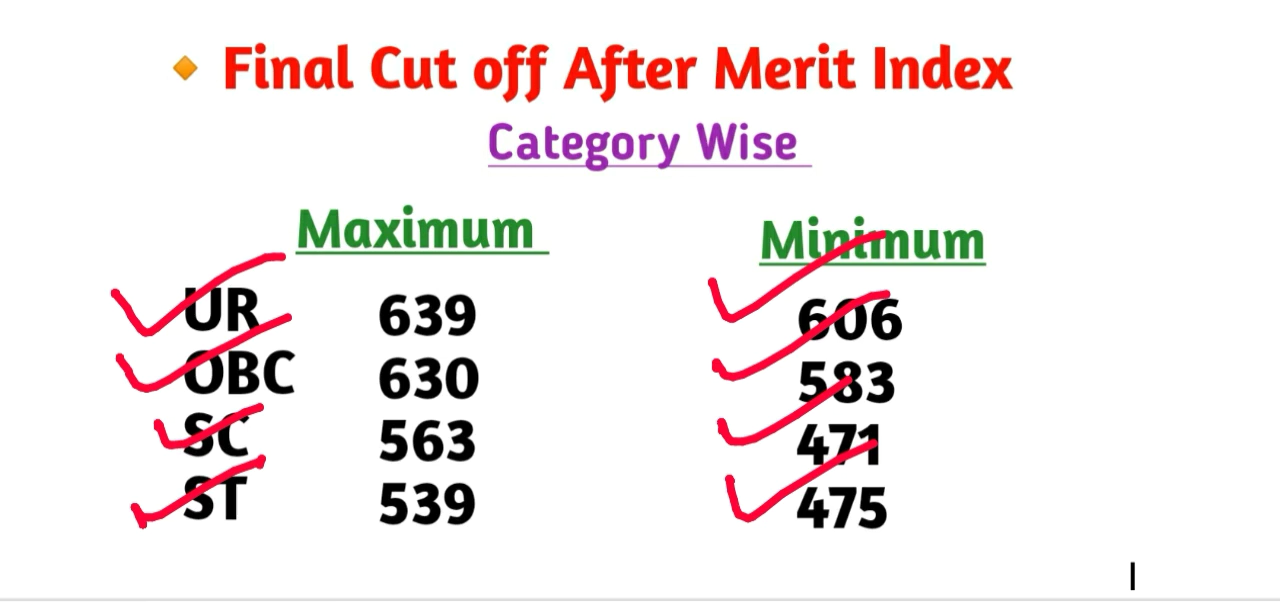 🔸 Final Cut off After Merit Index
Category Wise
Maximum Minimum
UR 639 606
OBC 630 583
SC 563 471
ST 539 475